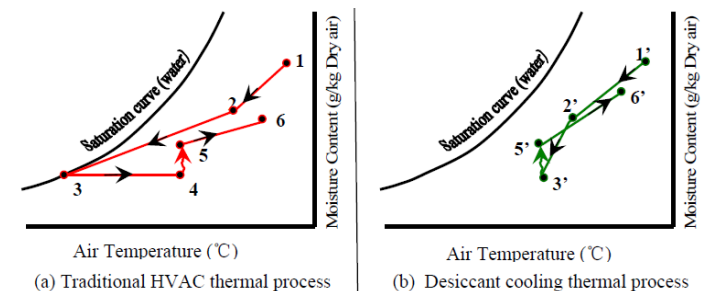 Saturation curve (water)
1
2
6
5
3
4
Moisture Content (g/kg Dry air)
Air Temperature (℃)
(a) Traditional HVAC thermal process
Saturation curve (water)
1’
6’
2’
5’
3’
Moisture Content (g/kg Dry air)
Air Temperature (℃)
(b) Desiccant cooling thermal process